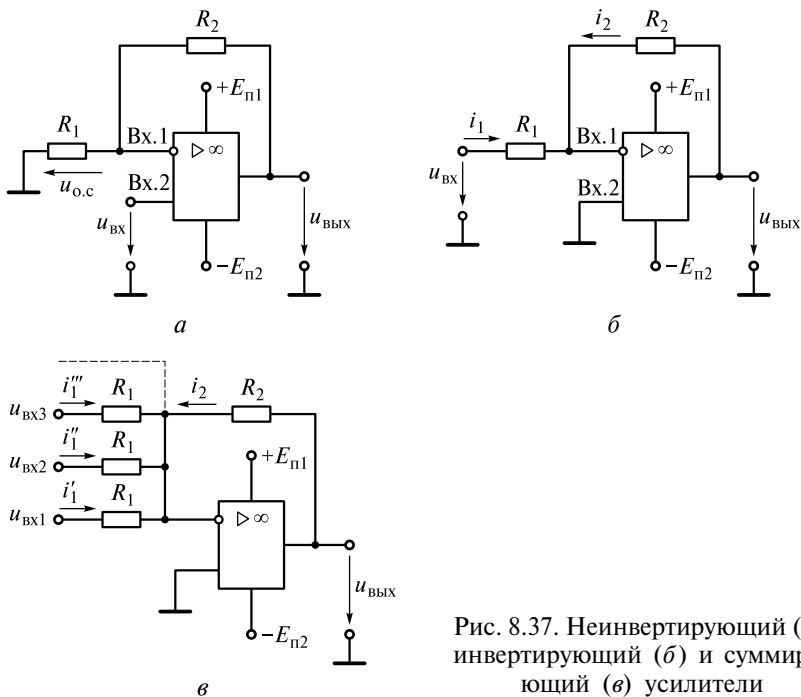 R₂
+Eп1
R₁
Вх.1
▷ ∞
uо.с
Вх.2
uвх
uвых
−Eп2
а
i₂
R₂
+Eп1
i₁
R₁
Вх.1
▷ ∞
uвх
Вх.2
uвых
−Eп2
б
i₁′′′
R₁
i₂
R₂
uвх3
i₁′′
R₁
uвх2
+Eп1
i₁′
R₁
uвх1
▷ ∞
uвых
−Eп2
в
Рис. 8.37. Неинвертирующий (
инвертирующий (б) и суммир
ющий (в) усилители